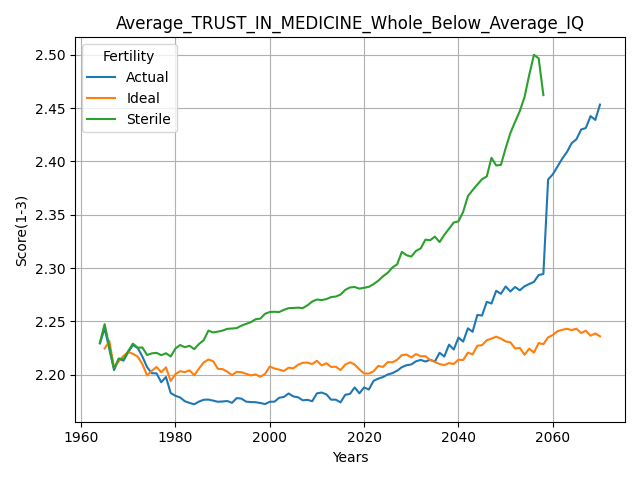 Average_TRUST_IN_MEDICINE_Whole_Below_Average_IQ
Fertility
Actual
Ideal
Sterile
Score(1-3)
2.50
2.45
2.40
2.35
2.30
2.25
2.20
1960
1980
2000
2020
2040
2060
Years